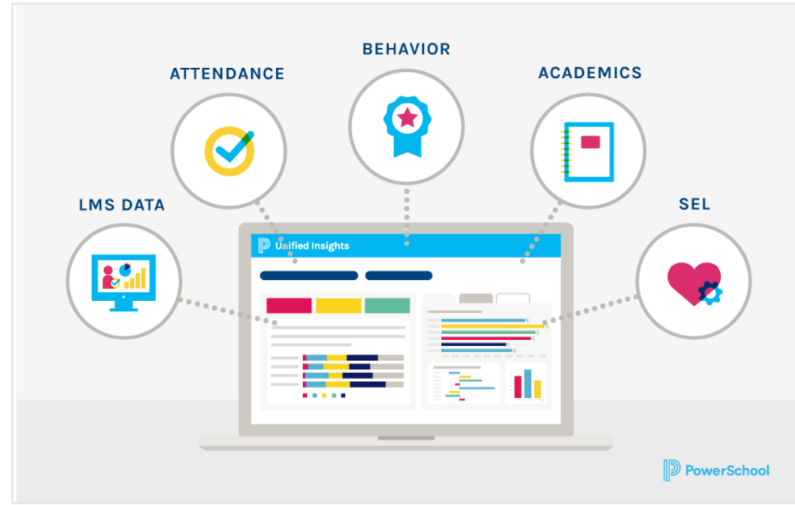 BEHAVIOR
ATTENDANCE
ACADEMICS
LMS DATA
SEL
Unified Insights
PowerSchool